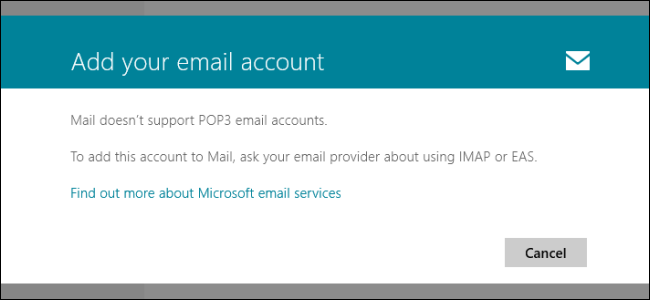 Add your email account
Mail doesn't support POP3 email accounts.
To add this account to Mail, ask your email provider about using IMAP or EAS.
Find out more about Microsoft email services
Cancel